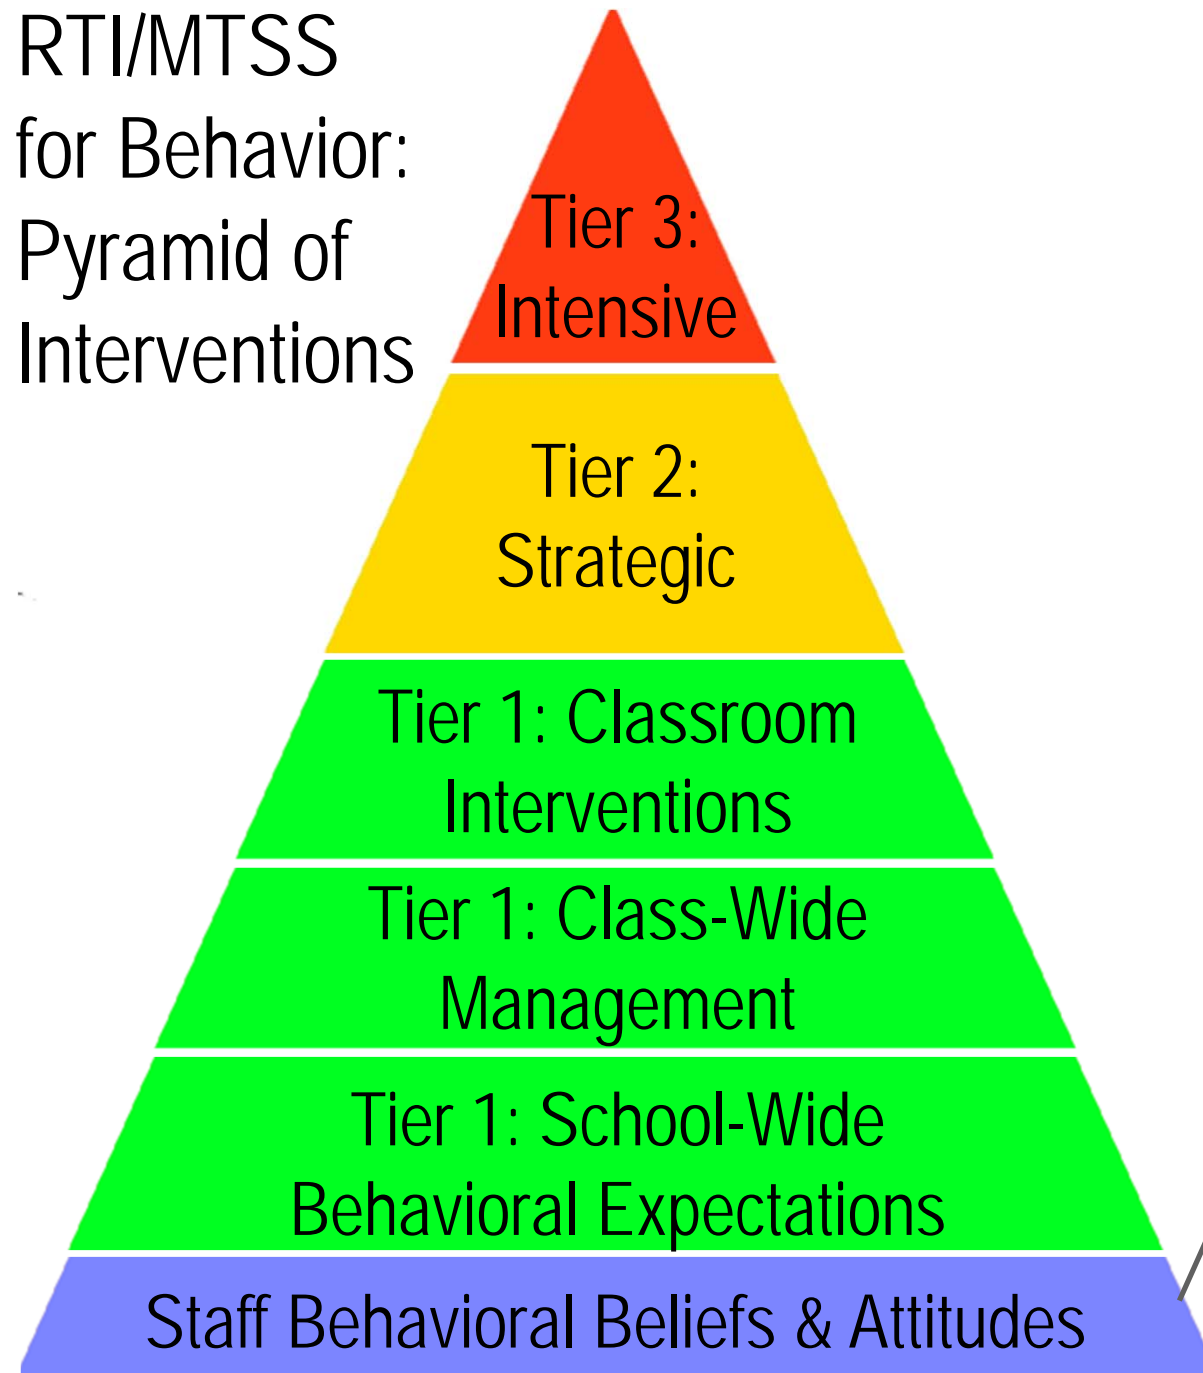 RTI/MTSS
for Behavior:
Pyramid of
Interventions
Tier 3:
Intensive
Tier 2:
Strategic
Tier 1: Classroom
Interventions
Tier 1: Class-Wide
Management
Tier 1: School-Wide
Behavioral Expectations
Staff Behavioral Beliefs & Attitudes